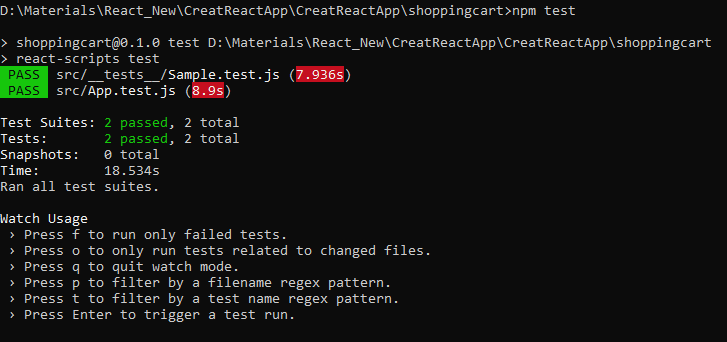 D:\Materials\React_New\CreatReactApp\CreatReactApp\shoppingcart>npm test
> shoppingcart@0.1.0 test D:\Materials\React_New\CreatReactApp\CreatReactApp\shoppingcart
> react-scripts test
PASS src/__tests__/Sample.test.js (7.936s)
PASS src/App.test.js (8.9s)
Test Suites: 2 passed, 2 total
Tests: 2 passed, 2 total
Snapshots: 0 total
Time: 18.534s
Ran all test suites.
Watch Usage
› Press f to run only failed tests.
› Press o to only run tests related to changed files.
› Press q to quit watch mode.
› Press p to filter by a filename regex pattern.
› Press t to filter by a test name regex pattern.
› Press Enter to trigger a test run.